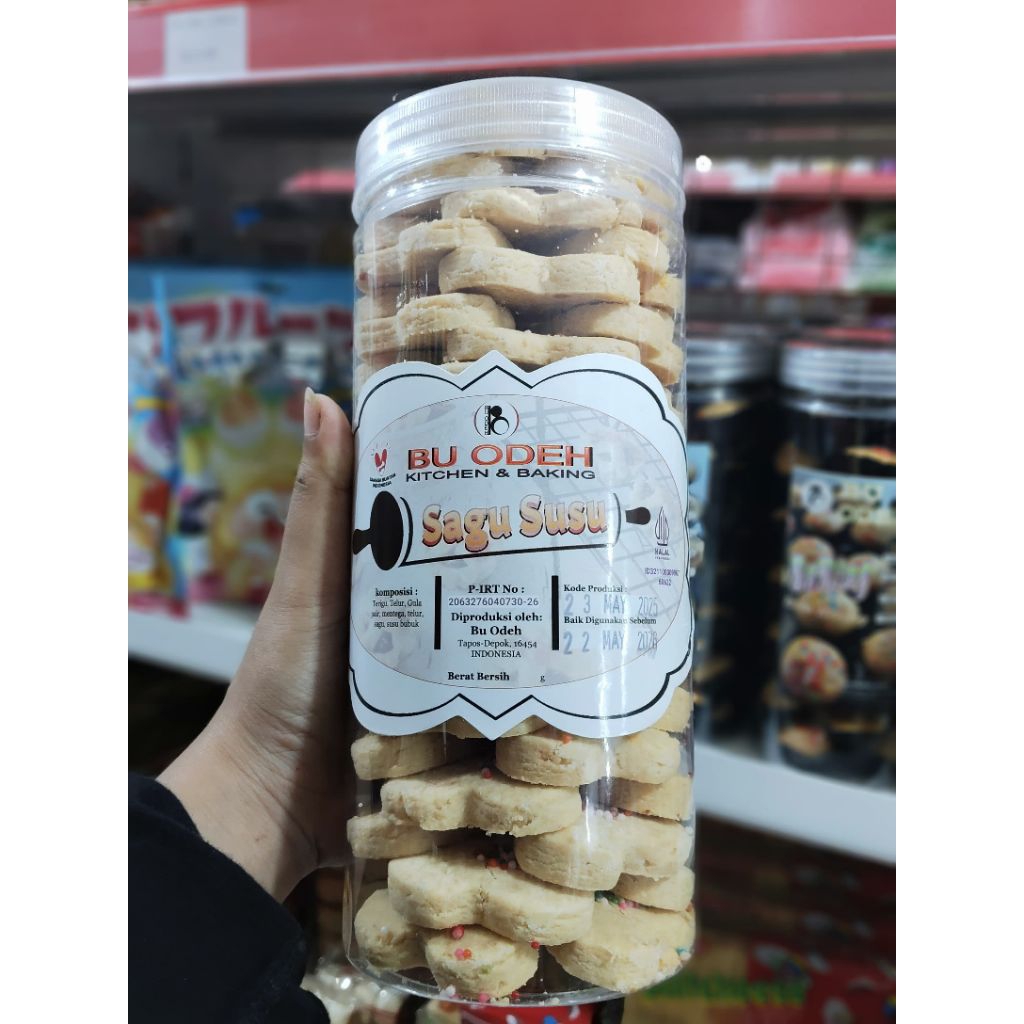 BU ODEH
KITCHEN & BAKING
Sagu Susu
komposisi :
Terigu, Telur, Gula
mentega, telur,
sagu, susu bubuk
P-IRT No :
2063276040730-26
Diproduksi oleh:
Bu Odeh
Tapos-Depok, 16454
INDONESIA
Berat Bersih g
Kode Produksi :
23 MAY 2025
Baik Digunakan Sebelum
22 MAY 2026
HALAL
INDONESIA